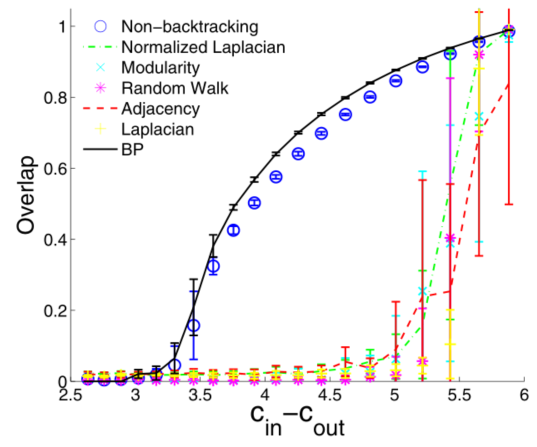 1
0.8
0.6
0.4
0.2
0
Overlap
Non−backtracking
Normalized Laplacian
Modularity
Random Walk
Adjacency
Laplacian
BP
2.5 3 3.5 4 4.5 5 5.5 6
c_in−c_out